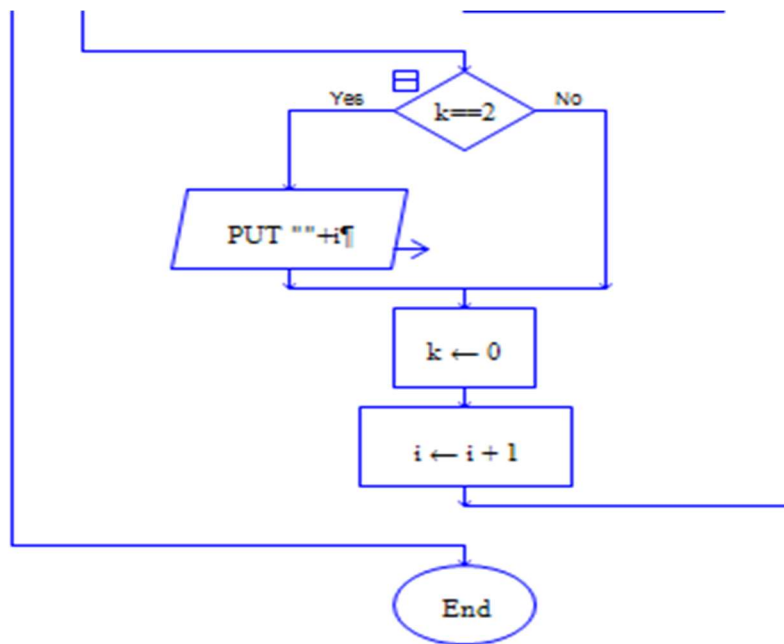 Yes
k==2
No
PUT ""+i¶
k ← 0
i ← i + 1
End